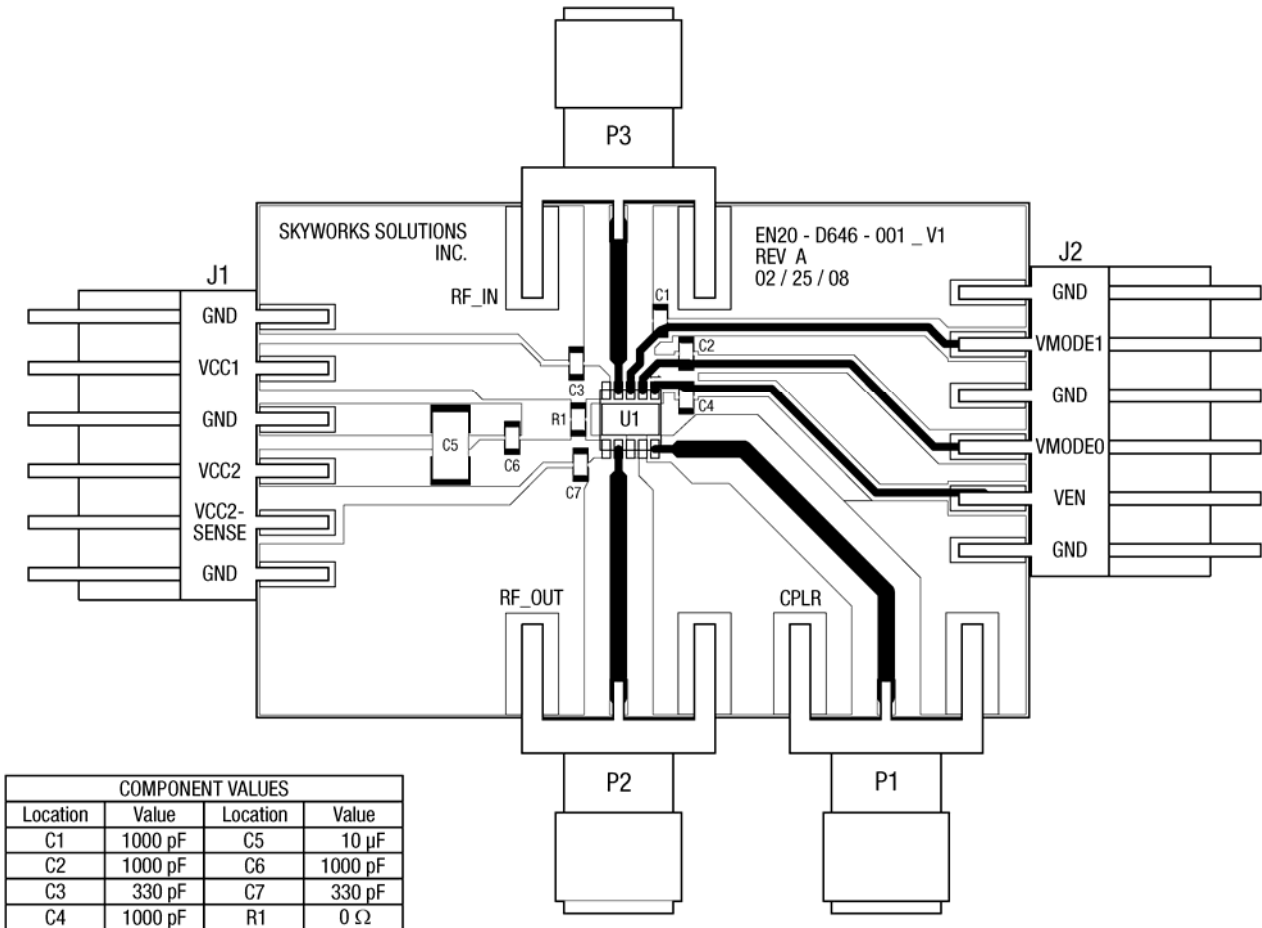 P3
SKYWORKS SOLUTIONS
INC.
EN20 - D646 - 001 _ V1
REV A
02 / 25 / 08
J1
J2
RF_IN
GND
VCC1
GND
VCC2
VCC2-
SENSE
GND
C1
C2
C3
C4
R1
U1
C5
C6
C7
GND
VMODE1
GND
VMODE0
VEN
GND
RF_OUT
CPLR
P2
P1
COMPONENT VALUES
Location Value Location Value
C1 1000 pF C5 10 µF
C2 1000 pF C6 1000 pF
C3 330 pF C7 330 pF
C4 1000 pF R1 0 Ω